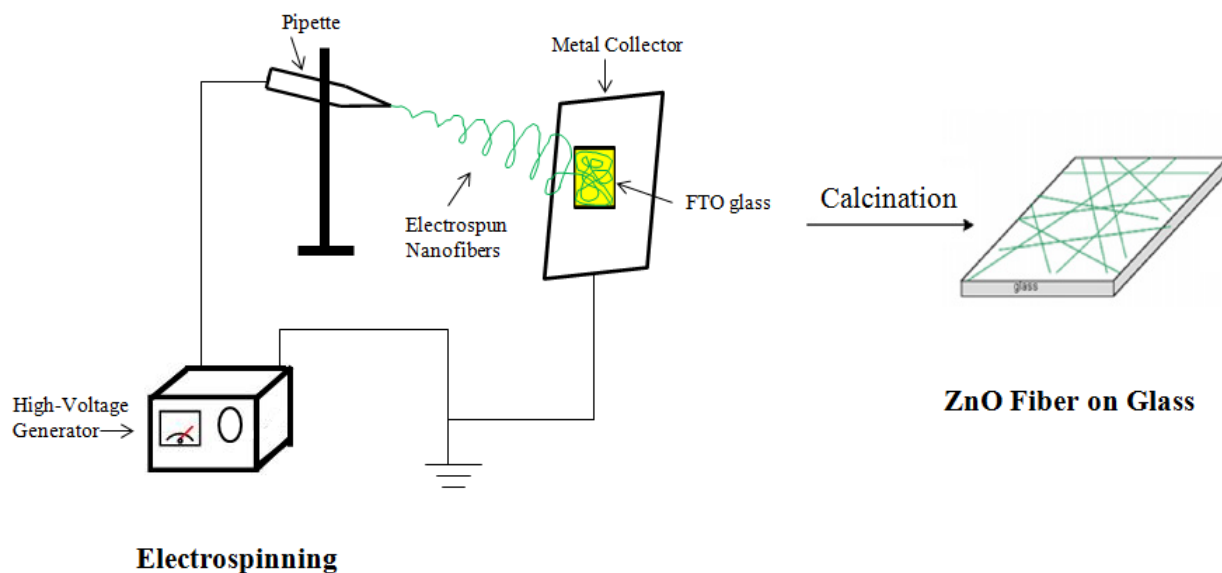 Pipette
Metal Collector
FTO glass
Electrospun
Nanofibers
Calcination
glass
High-Voltage
Generator
ZnO Fiber on Glass
Electrospinning